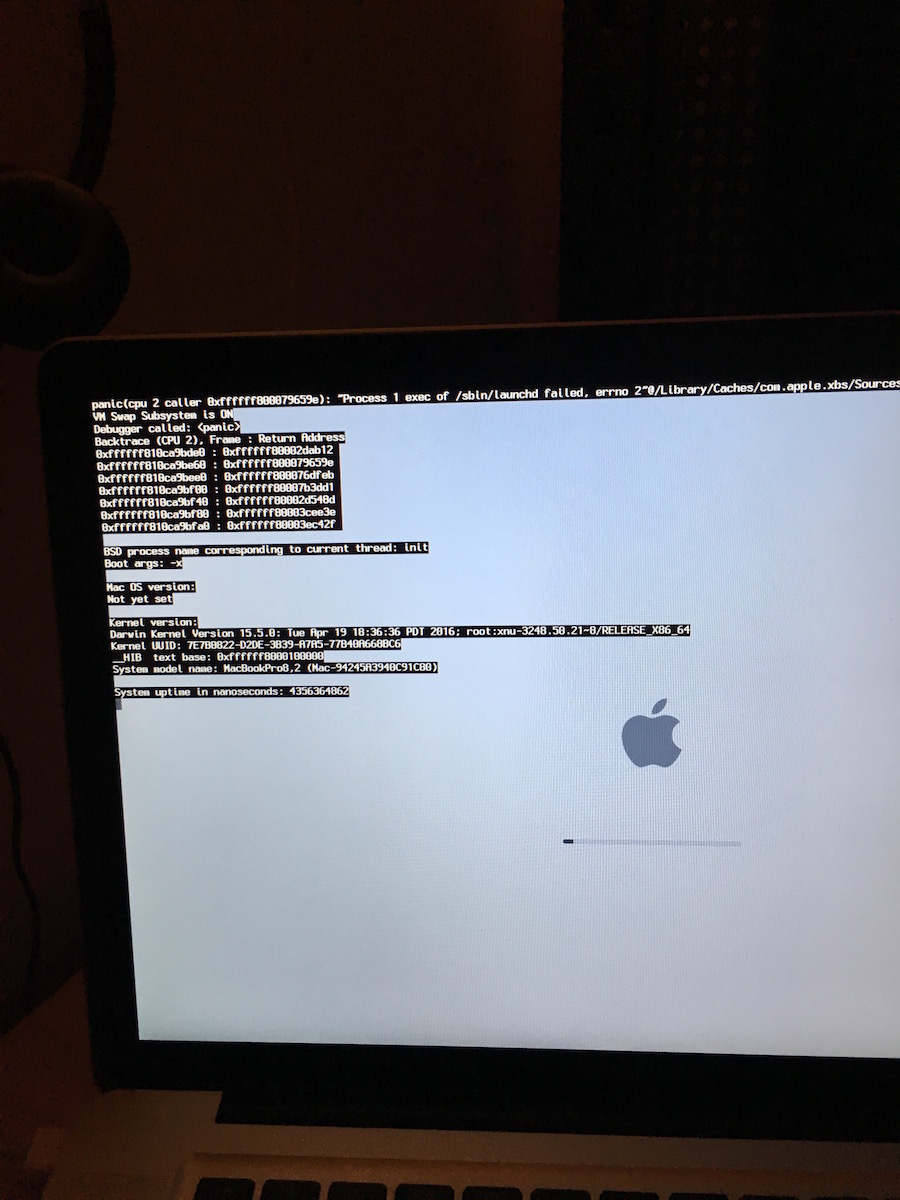 panic(cpu 2 caller 0xffffff800079659e): "Process 1 exec of /sbin/launchd failed, errno 2"@/Library/Caches/com.apple.xbs/Sources
VM Swap Subsystem is ON
Debugger called: <panic>
Backtrace (CPU 2), Frame : Return Address
0xffffff810ca9bde0 : 0xffffff80002dab12
0xffffff810ca9be60 : 0xffffff800079659e
0xffffff810ca9bee0 : 0xffffff800076dfeb
0xffffff810ca9bf00 : 0xffffff80007b3dd1
0xffffff810ca9bf40 : 0xffffff80002d548d
0xffffff810ca9bf80 : 0xffffff80003cee3e
0xffffff810ca9bfa0 : 0xffffff80003ec42f
BSD process name corresponding to current thread: init
Boot args: -x
Mac OS version:
Not yet set
Kernel version:
Darwin Kernel Version 15.5.0: Tue Apr 19 18:36:36 PDT 2016; root:xnu-3248.50.21~8/RELEASE_X86_64
Kernel UUID: 7E7B0822-D2DE-3B39-A7A5-77B40A668BC6
__HIB text base: 0xffffff8000100000
System model name: MacBookPro8,2 (Mac-94245A3940C91C80)
System uptime in nanoseconds: 4356364862